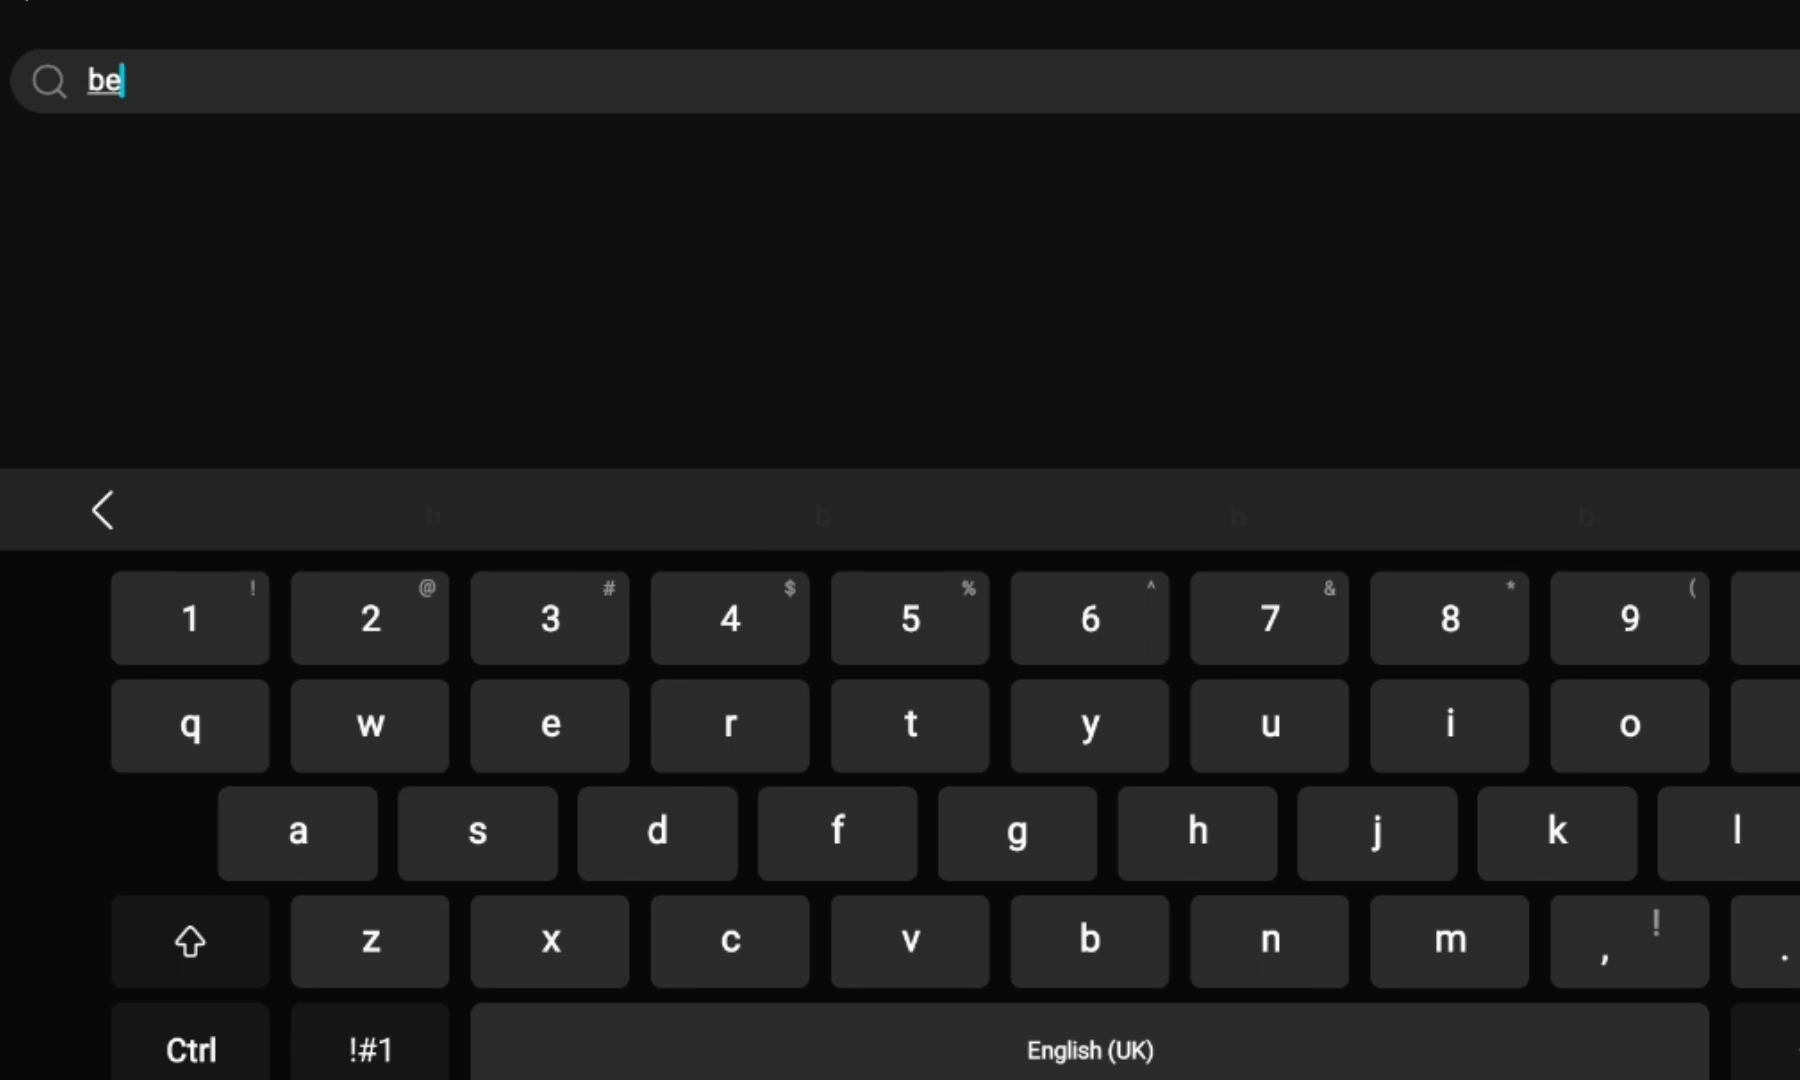 be
b b b b
1 ! 2 @ 3 # 4 $ 5 % 6 ^ 7 & 8 * 9 (
q w e r t y u i o
a s d f g h j k l
z x c v b n m , ! .
Ctrl !#1 English (UK)